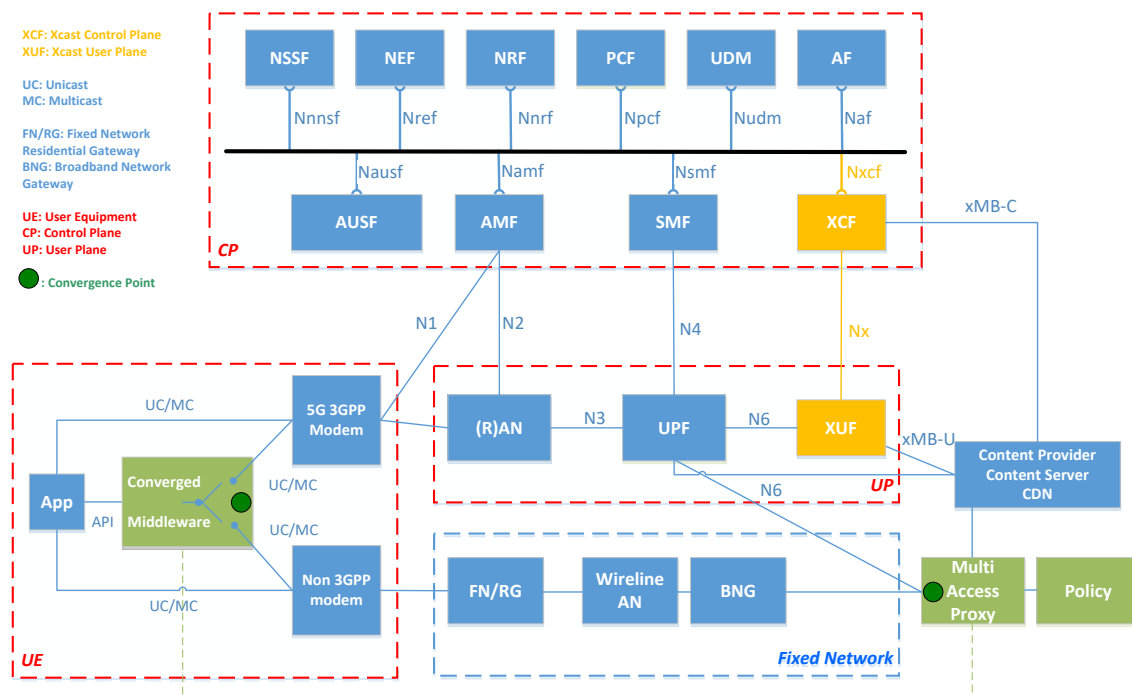 XCF: Xcast Control Plane
XUF: Xcast User Plane
UC: Unicast
MC: Multicast
FN/RG: Fixed Network
Residential Gateway
BNG: Broadband Network
Gateway
UE: User Equipment
CP: Control Plane
UP: User Plane
: Convergence Point
NSSF
NEF
NRF
PCF
UDM
AF
Nnnsf
Nref
Nnrf
Npcf
Nudm
Naf
Nausf
Namf
Nsmf
Nxcf
AUSF
AMF
SMF
XCF
CP
xMB-C
N1
N2
N4
Nx
5G 3GPP
Modem
UC/MC
(R)AN
N3
UPF
N6
XUF
xMB-U
Content Provider
Content Server
CDN
N6
UP
App
API
Converged
Middleware
UC/MC
UC/MC
UC/MC
Non 3GPP
modem
UE
FN/RG
Wireline
AN
BNG
Fixed Network
Multi
Access
Proxy
Policy